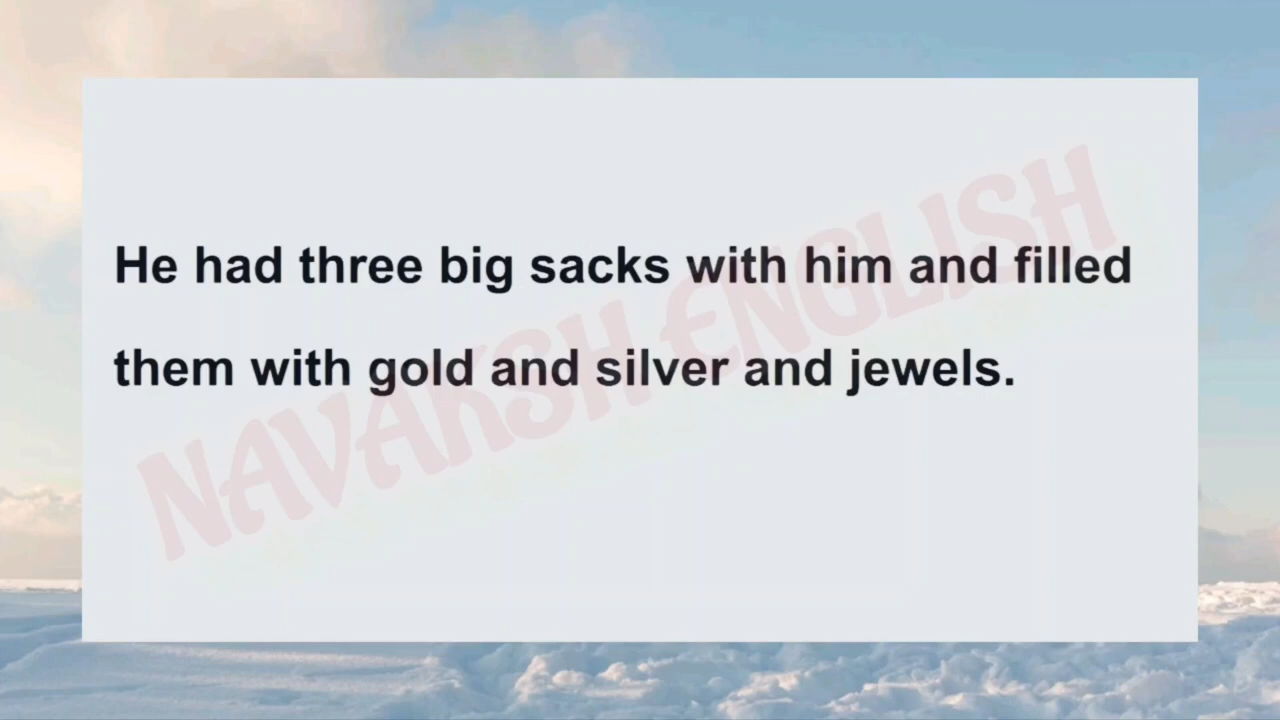 He had three big sacks with him and filled
them with gold and silver and jewels.
NAVAKSH ENGLISH